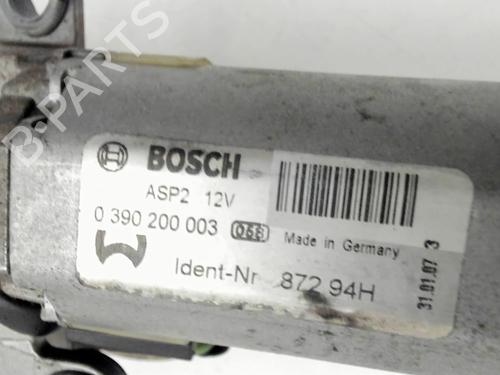 BOSCH
ASP2 12V
0 390 200 003 068 Made in Germany
Ident-Nr 872 94H
31.01.07 3
B-PARTS